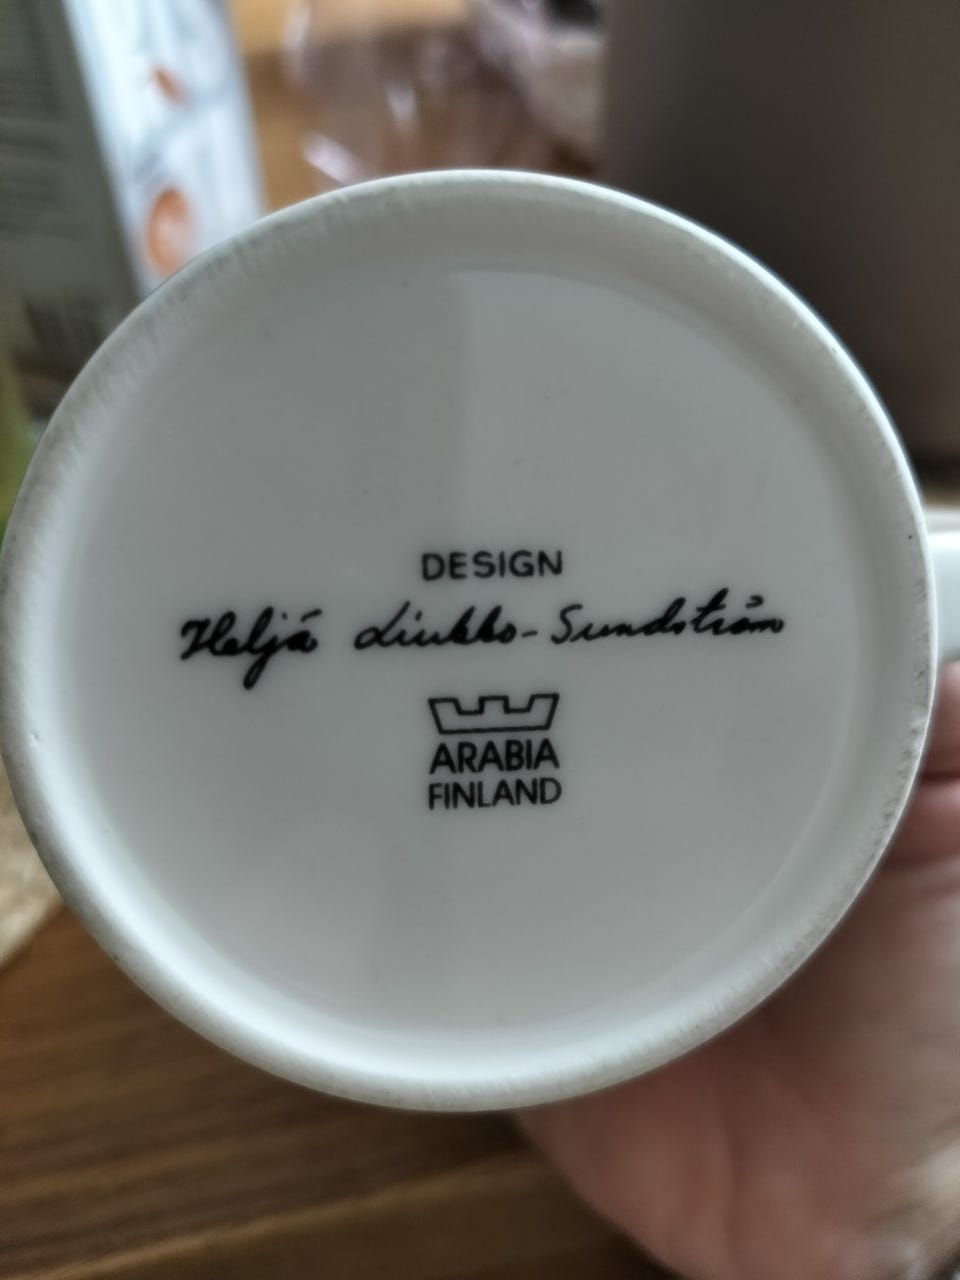 DESIGN
Heljä Liukko-Sundström
ARABIA
FINLAND